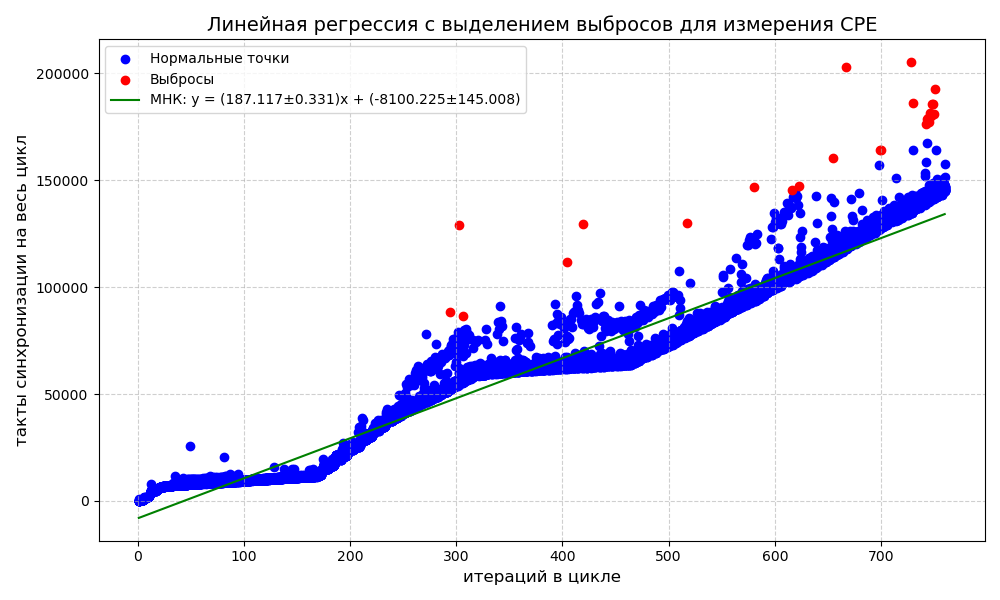 Линейная регрессия с выделением выбросов для измерения CPE
Нормальные точки
Выбросы
МНК: y = (187.117±0.331)x + (-8100.225±145.008)
такты синхронизации на весь цикл
200000
150000
100000
50000
0
0 100 200 300 400 500 600 700
итераций в цикле